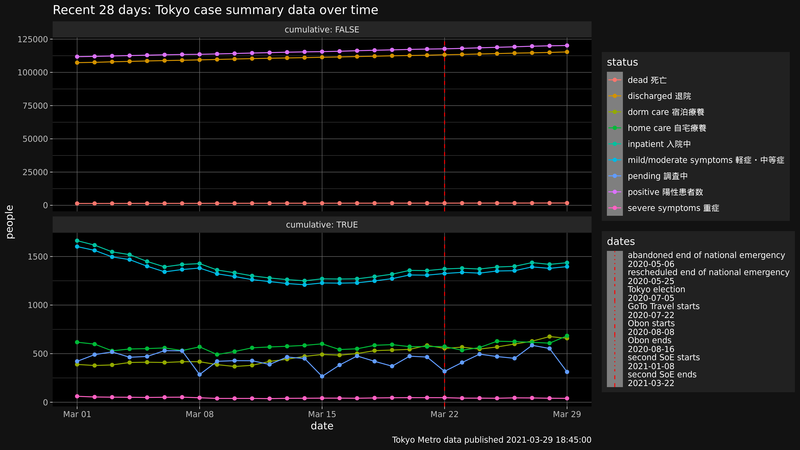 Recent 28 days: Tokyo case summary data over time
cumulative: FALSE
125000
100000
75000
50000
25000
0
cumulative: TRUE
1500
1000
500
0
people
Mar 01
Mar 08
Mar 15
Mar 22
Mar 29
date
Tokyo Metro data published 2021-03-29 18:45:00
status
dead 死亡
discharged 退院
dorm care 宿泊療養
home care 自宅療養
inpatient 入院中
mild/moderate symptoms 軽症・中等症
pending 調査中
positive 陽性患者数
severe symptoms 重症
dates
abandoned end of national emergency
2020-05-06
rescheduled end of national emergency
2020-05-25
Tokyo election
2020-07-05
GoTo Travel starts
2020-07-22
Obon starts
2020-08-08
Obon ends
2020-08-16
second SoE starts
2021-01-08
second SoE ends
2021-03-22